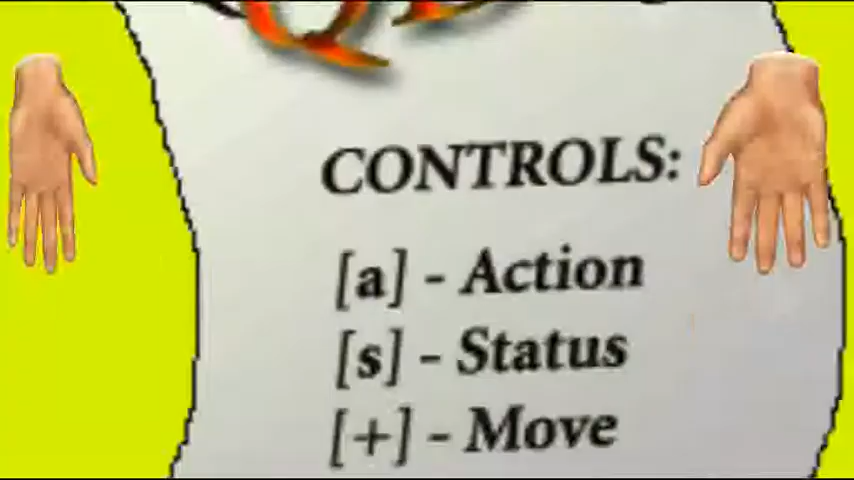 CONTROLS:
[a] - Action
[s] - Status
[+] - Move